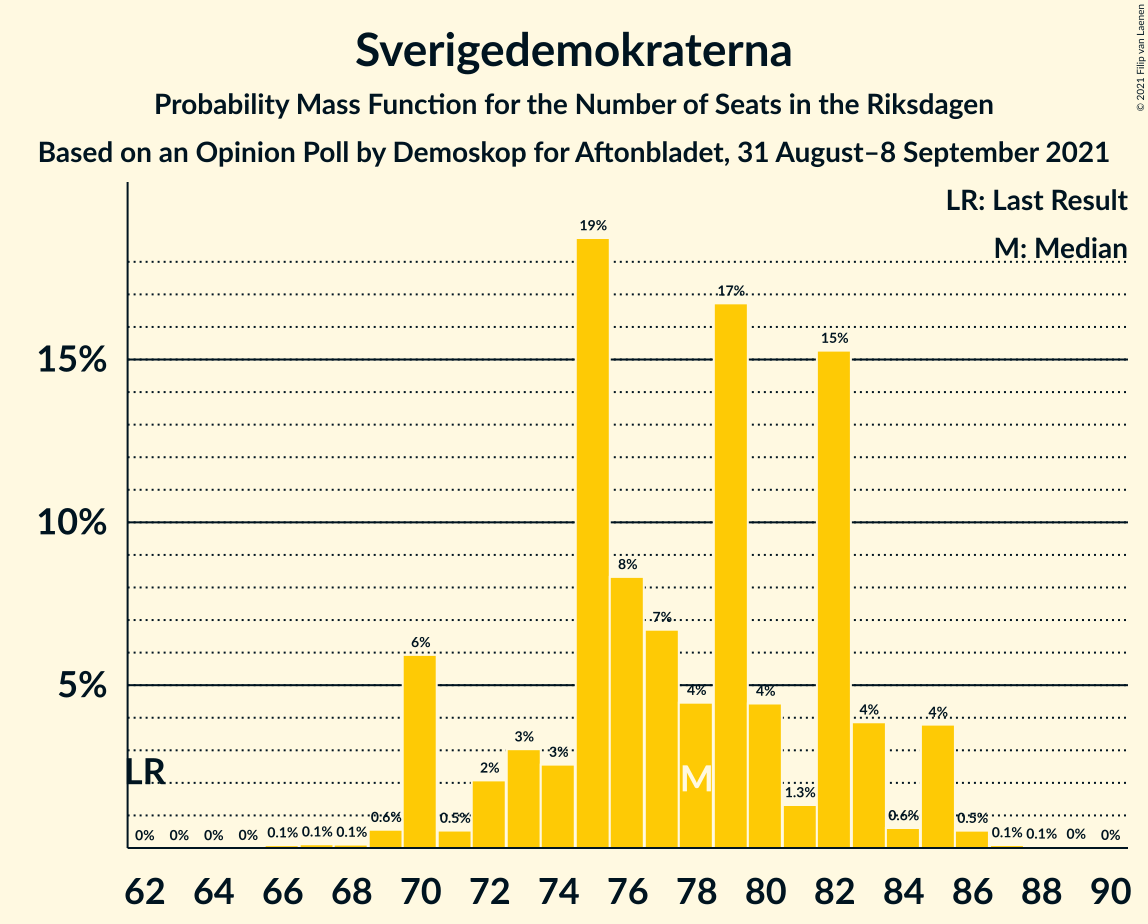 Sverigedemokraterna
Probability Mass Function for the Number of Seats in the Riksdagen
Based on an Opinion Poll by Demoskop for Aftonbladet, 31 August–8 September 2021
© 2021 Filip van Laenen
LR: Last Result
M: Median
15%
10%
5%
LR
M
0% 0% 0% 0% 0.1% 0.1% 0.1% 0.6% 6% 0.5% 2% 3% 3% 19% 8% 7% 4% 17% 4% 1.3% 15% 4% 0.6% 4% 0.5% 0.1% 0.1% 0% 0%
62 64 66 68 70 72 74 76 78 80 82 84 86 88 90